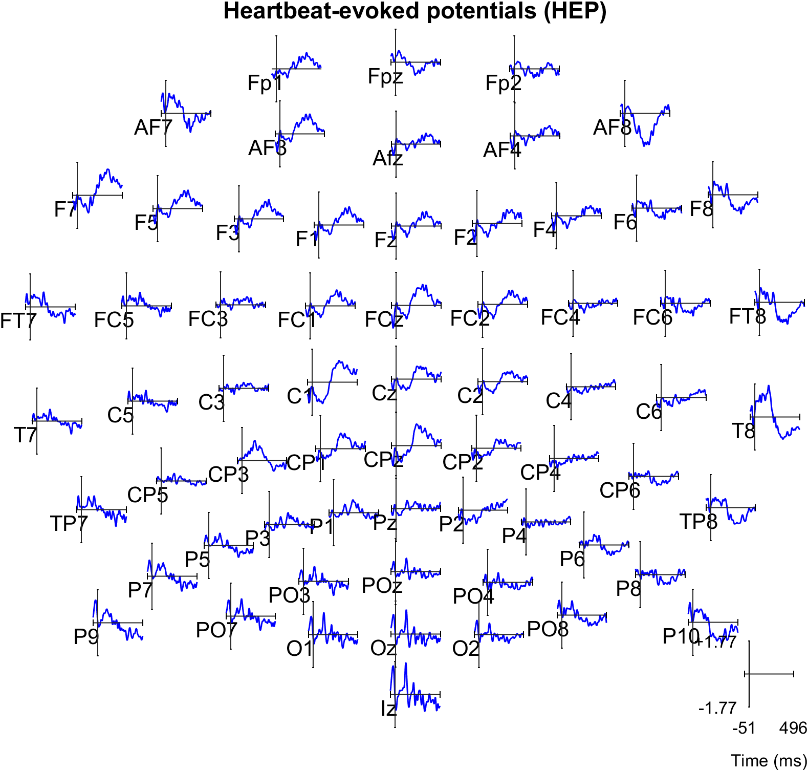 Heartbeat-evoked potentials (HEP)
Fp1 Fpz Fp2
AF7 AF3 Afz AF4 AF8
F7 F5 F3 F1 Fz F2 F4 F6 F8
FT7 FC5 FC3 FC1 FCz FC2 FC4 FC6 FT8
T7 C5 C3 C1 Cz C2 C4 C6 T8
TP7 CP5 CP3 CP1 CPz CP2 CP4 CP6 TP8
P9 P7 P5 P3 P1 Pz P2 P4 P6 P8 P10
PO7 PO3 POz PO4 PO8
O1 Oz O2
Iz
-1.77
-1.77
-51 496
Time (ms)